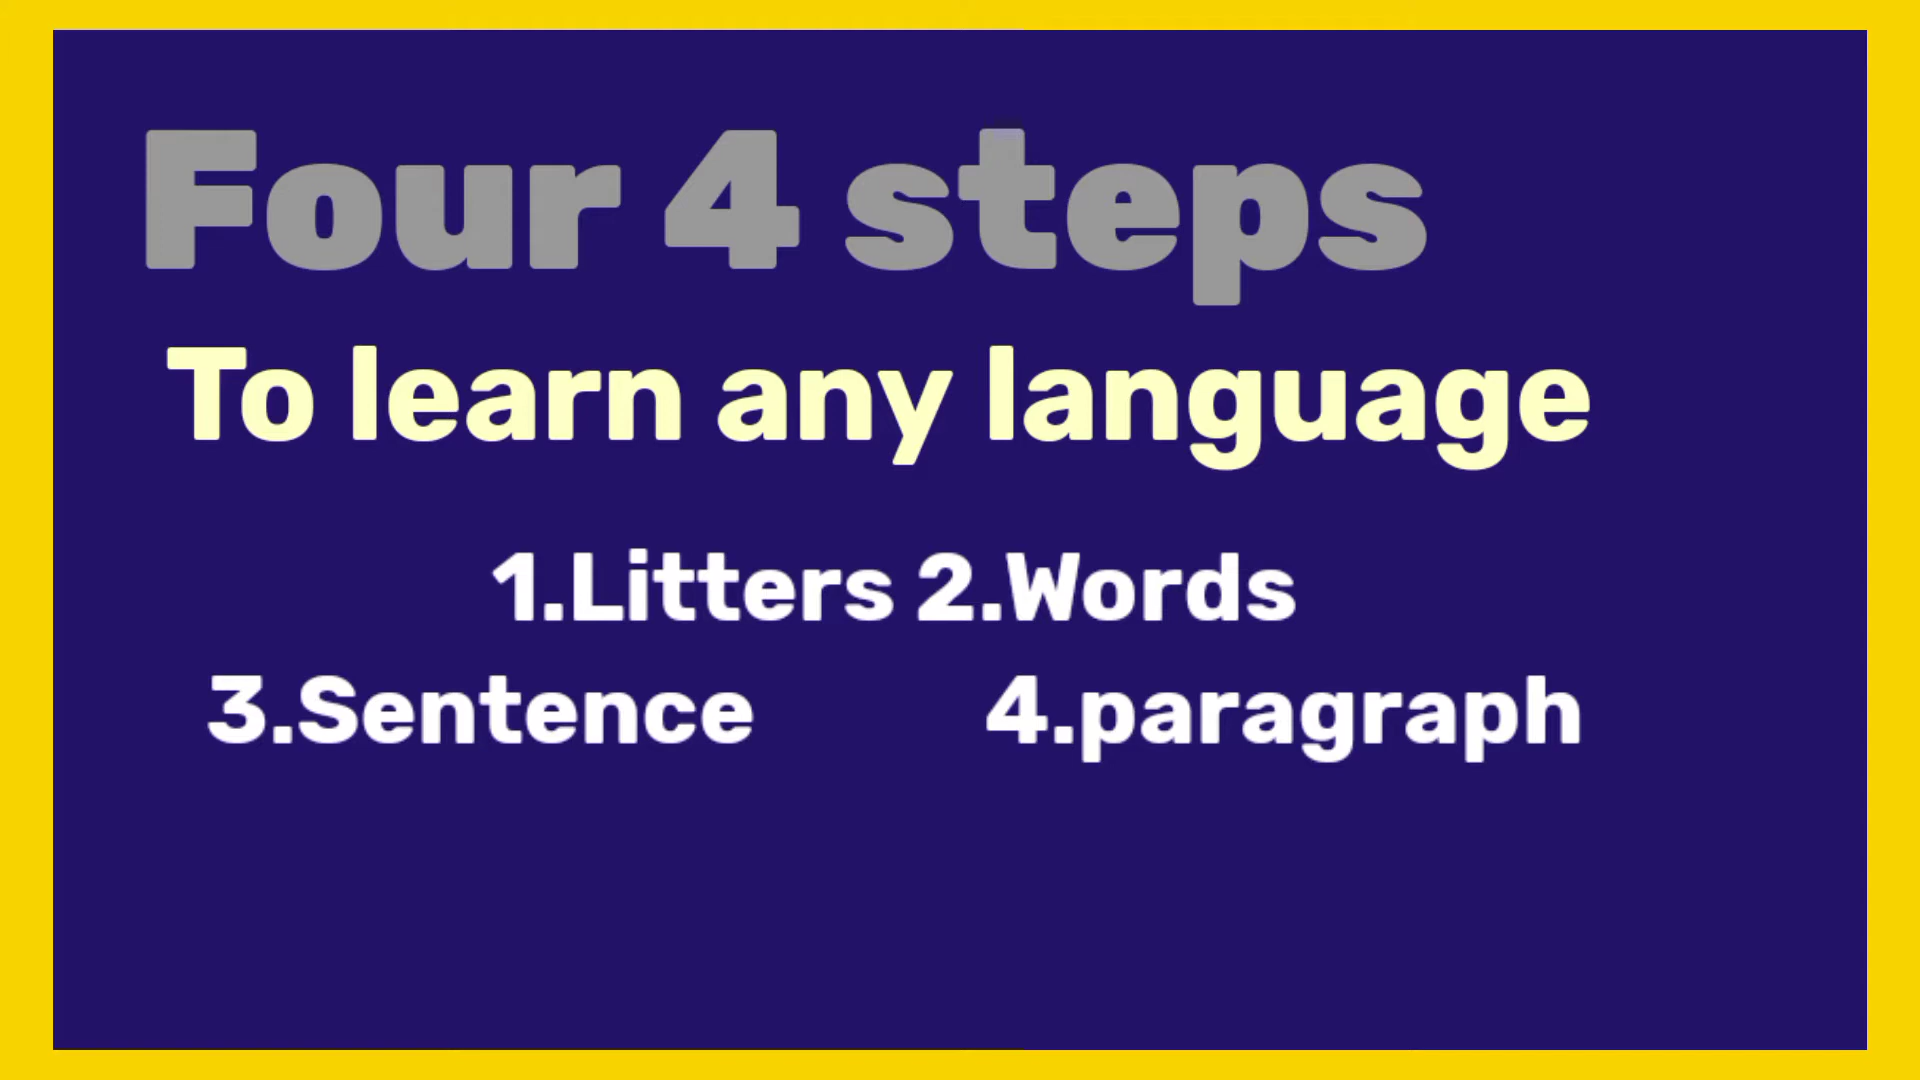 Four 4 steps
To learn any language
1.Litters 2.Words
3.Sentence 4.paragraph